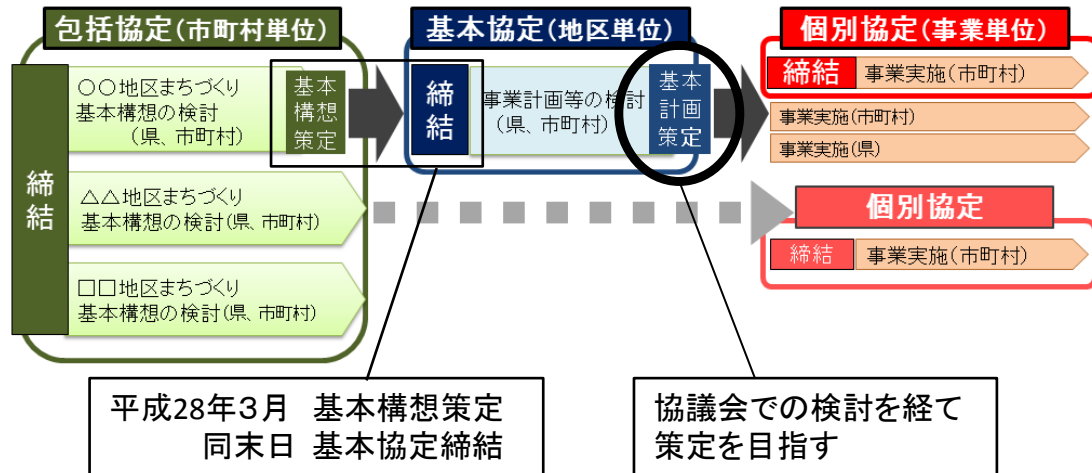 包括協定(市町村単位)
締結
○○地区まちづくり
基本構想の検討
(県、市町村)
基本構想策定
△△地区まちづくり
基本構想の検討(県、市町村)
□□地区まちづくり
基本構想の検討(県、市町村)
基本協定(地区単位)
締結
事業計画等の検討
(県、市町村)
基本計画策定
個別協定(事業単位)
締結 事業実施(市町村)
事業実施(市町村)
事業実施(県)
個別協定
締結 事業実施(市町村)
平成28年3月 基本構想策定
同末日 基本協定締結
協議会での検討を経て
策定を目指す